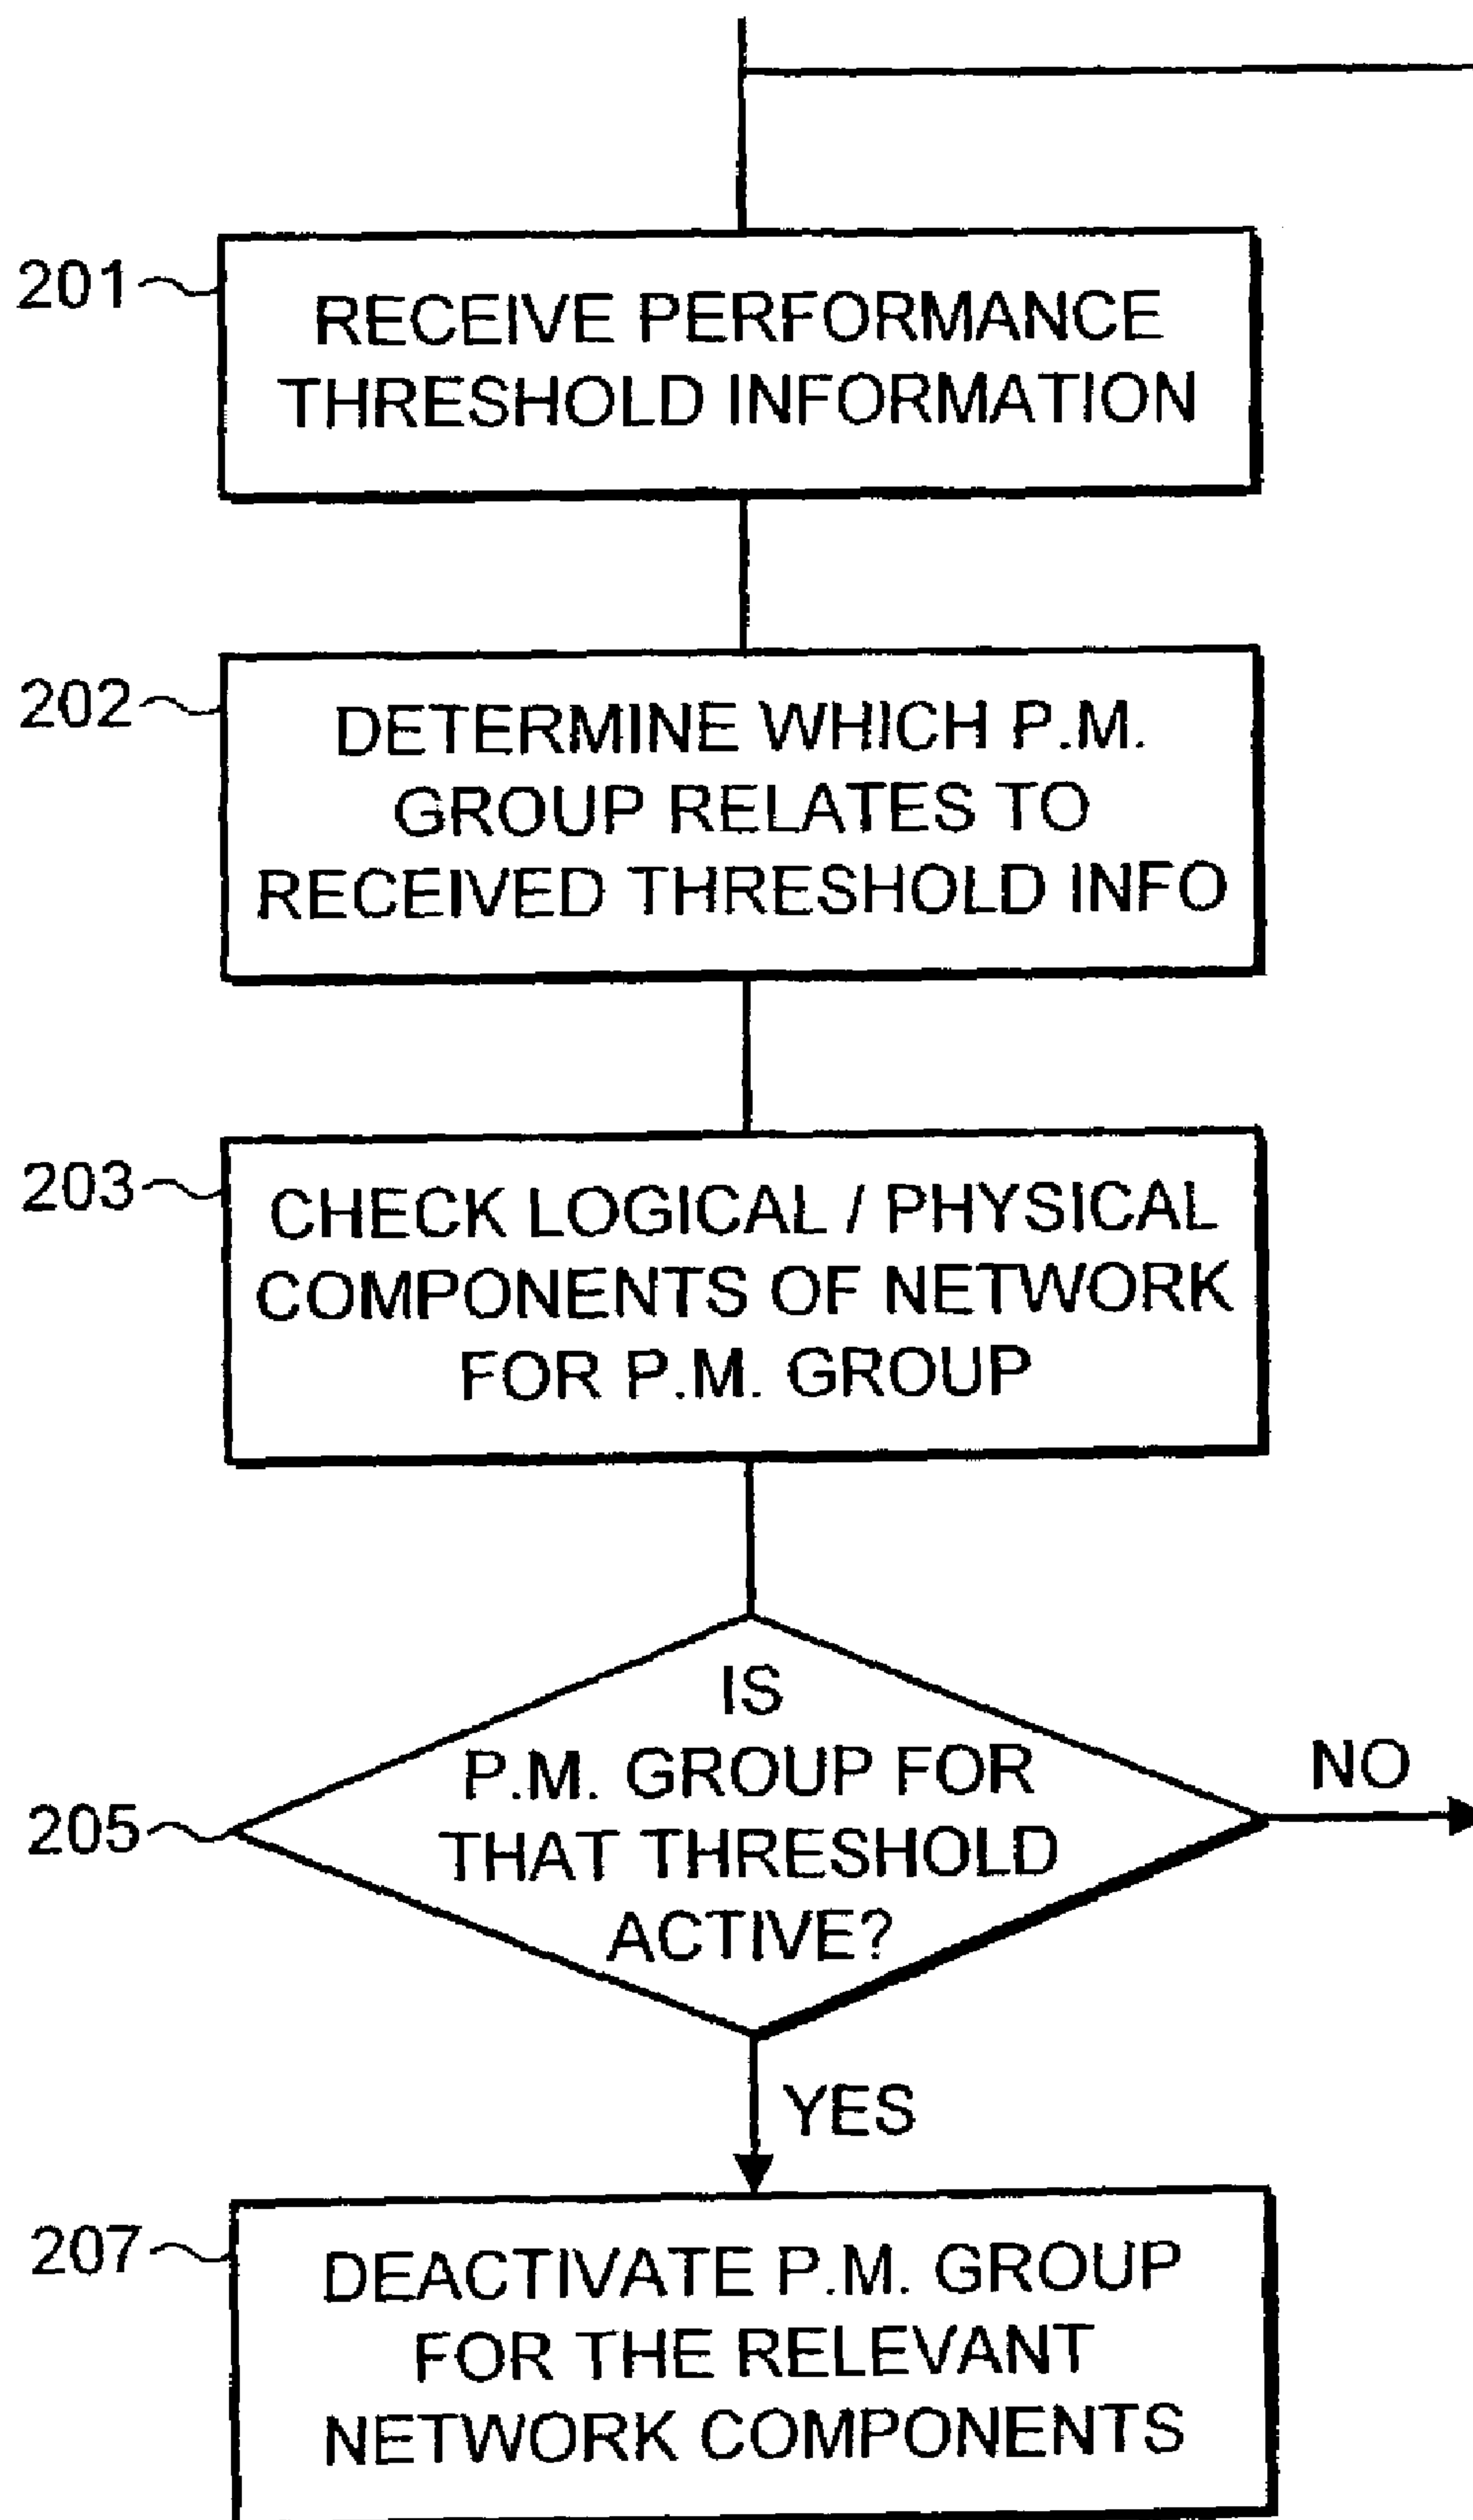 201
RECEIVE PERFORMANCE
THRESHOLD INFORMATION
202
DETERMINE WHICH P.M.
GROUP RELATES TO
RECEIVED THRESHOLD INFO
203
CHECK LOGICAL / PHYSICAL
COMPONENTS OF NETWORK
FOR P.M. GROUP
205
IS
P.M. GROUP FOR
THAT THRESHOLD
ACTIVE?
NO
YES
207
DEACTIVATE P.M. GROUP
FOR THE RELEVANT
NETWORK COMPONENTS